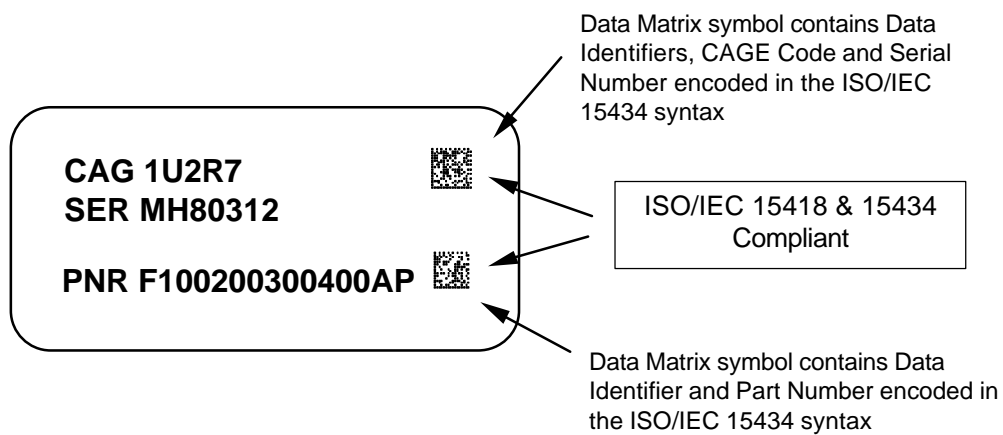 Data Matrix symbol contains Data
Identifiers, CAGE Code and Serial
Number encoded in the ISO/IEC
15434 syntax
CAG 1U2R7
SER MH80312
ISO/IEC 15418 & 15434
Compliant
PNR F100200300400AP
Data Matrix symbol contains Data
Identifier and Part Number encoded in
the ISO/IEC 15434 syntax